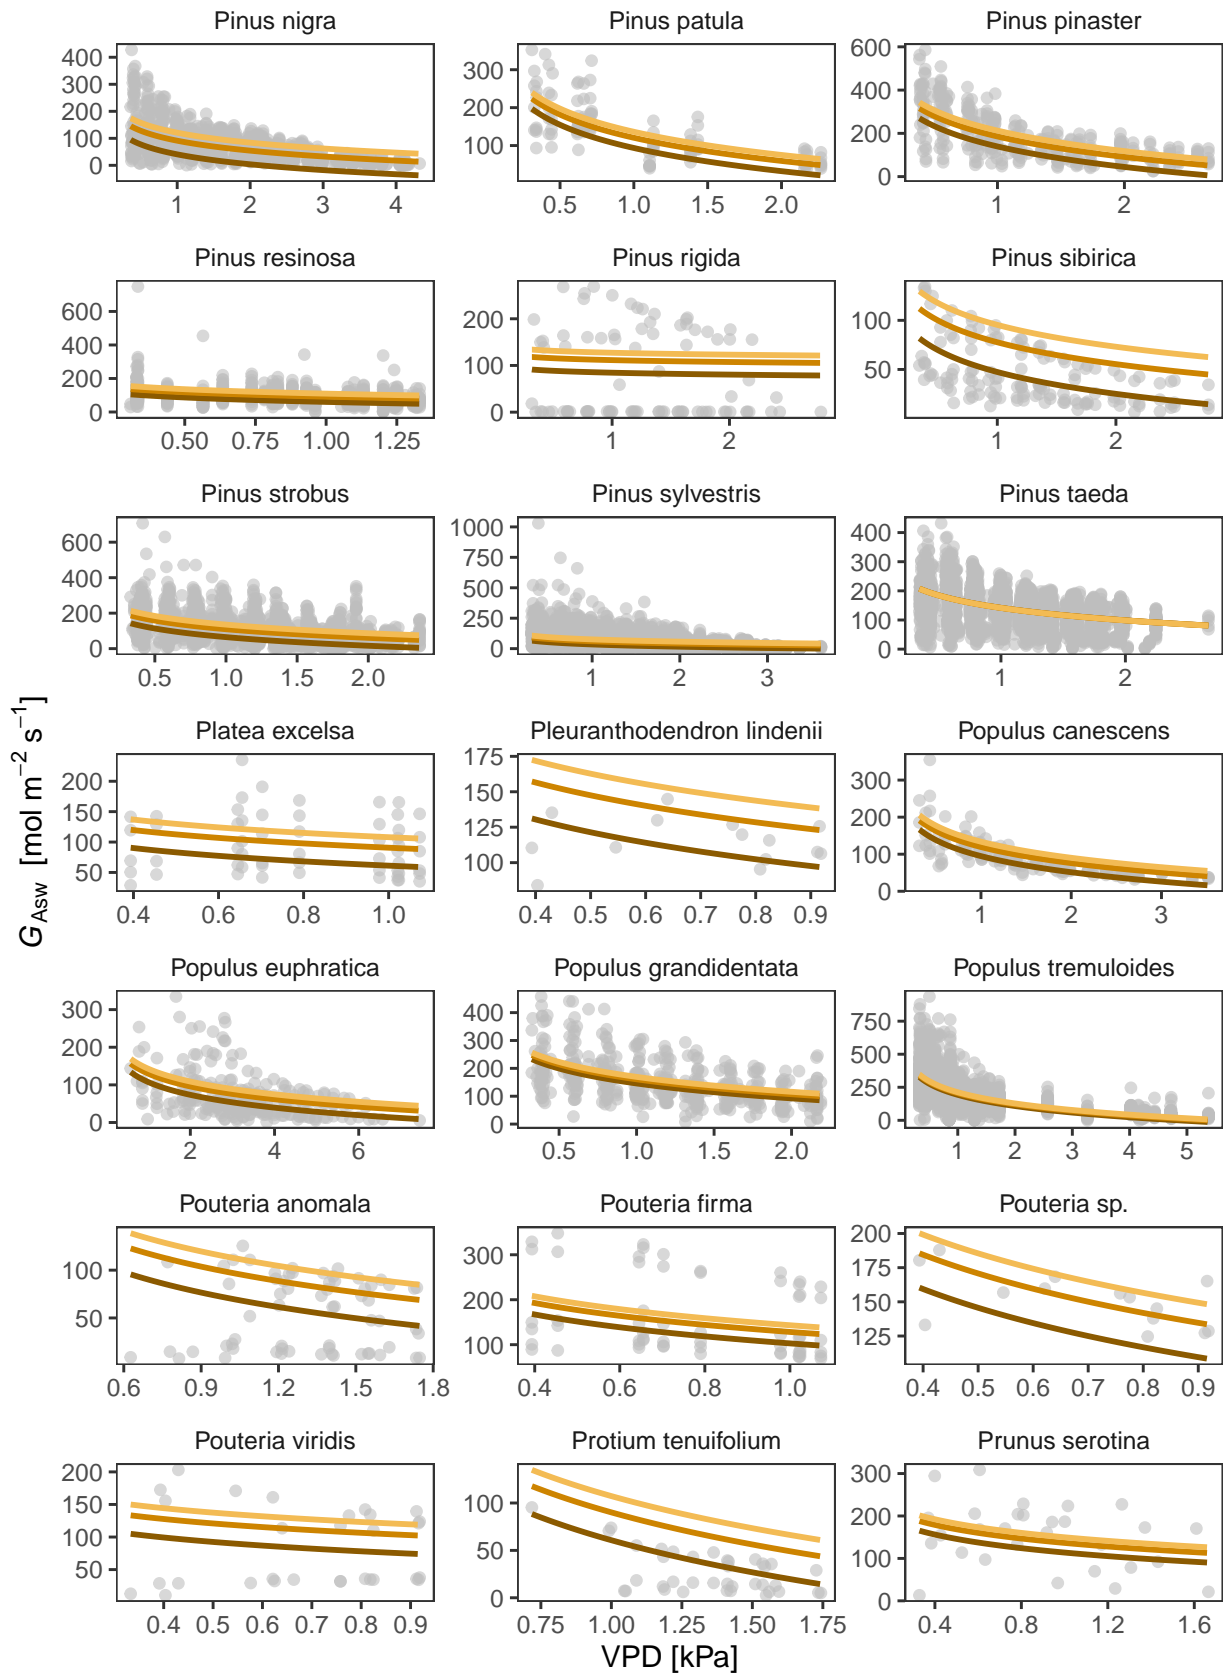 Pinus nigra
Pinus patula
Pinus pinaster
400
300
200
100
0
1 2 3 4
300
200
100
0.5 1.0 1.5 2.0
600
400
200
0
1 2
Pinus resinosa
Pinus rigida
Pinus sibirica
600
400
200
0
0.50 0.75 1.00 1.25
200
100
0
1 2
100
50
1 2
Pinus strobus
Pinus sylvestris
Pinus taeda
600
400
200
0
0.5 1.0 1.5 2.0
1000
750
500
250
0
1 2 3
400
300
200
100
0
1 2
G_Asw [mol m⁻² s⁻¹]
Platea excelsa
Pleuranthodendron lindenii
Populus canescens
200
150
100
50
0.4 0.6 0.8 1.0
175
150
125
100
0.4 0.5 0.6 0.7 0.8 0.9
300
200
100
0
1 2 3
Populus euphratica
Populus grandidentata
Populus tremuloides
300
200
100
0
2 4 6
400
300
200
100
0
0.5 1.0 1.5 2.0
750
500
250
0
1 2 3 4 5
Pouteria anomala
Pouteria firma
Pouteria sp.
100
50
0.6 0.9 1.2 1.5 1.8
300
200
100
0.4 0.6 0.8 1.0
200
175
150
125
0.4 0.5 0.6 0.7 0.8 0.9
Pouteria viridis
Protium tenuifolium
Prunus serotina
200
150
100
50
0.4 0.5 0.6 0.7 0.8 0.9
100
50
0
0.75 1.00 1.25 1.50 1.75
300
200
100
0
0.4 0.8 1.2 1.6
VPD [kPa]